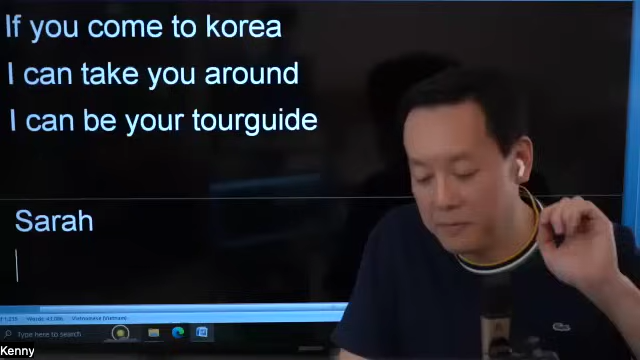 If you come to korea
I can take you around
I can be your tourguide
Sarah
Type here to search
Kenny